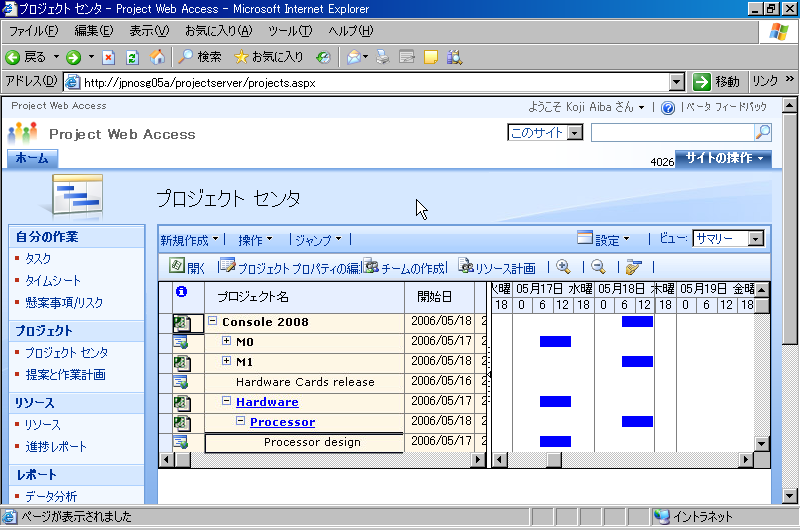 プロジェクト センタ - Project Web Access - Microsoft Internet Explorer
ファイル(F) 編集(E) 表示(V) お気に入り(A) ツール(T) ヘルプ(H)
戻る 検索 お気に入り
アドレス(D) http://jpnosg05a/projectserver/projects.aspx 移動 リンク »
Project Web Access ようこそ Koji Aiba さん | ベータ フィードバック
Project Web Access このサイト
ホーム 4026 サイトの操作
プロジェクト センタ
自分の作業
タスク
タイムシート
懸案事項/リスク
プロジェクト
プロジェクト センタ
提案と作業計画
リソース
リソース
進捗レポート
レポート
データ分析
新規作成 | 操作 | ジャンプ | 設定 | ビュー: サマリー
開く プロジェクト プロパティの編 チームの作成 リソース計画
プロジェクト名 開始日
火曜 05月17日 水曜 05月18日 木曜 05月19日 金曜
18 0 6 12 18 0 6 12 18 0 6 12 18
Console 2008 2006/05/18 2
M0 2006/05/17 2
M1 2006/05/18 2
Hardware Cards release 2006/05/16 2
Hardware 2006/05/17 2
Processor 2006/05/18 2
Processor design 2006/05/17 2
ページが表示されました イントラネット